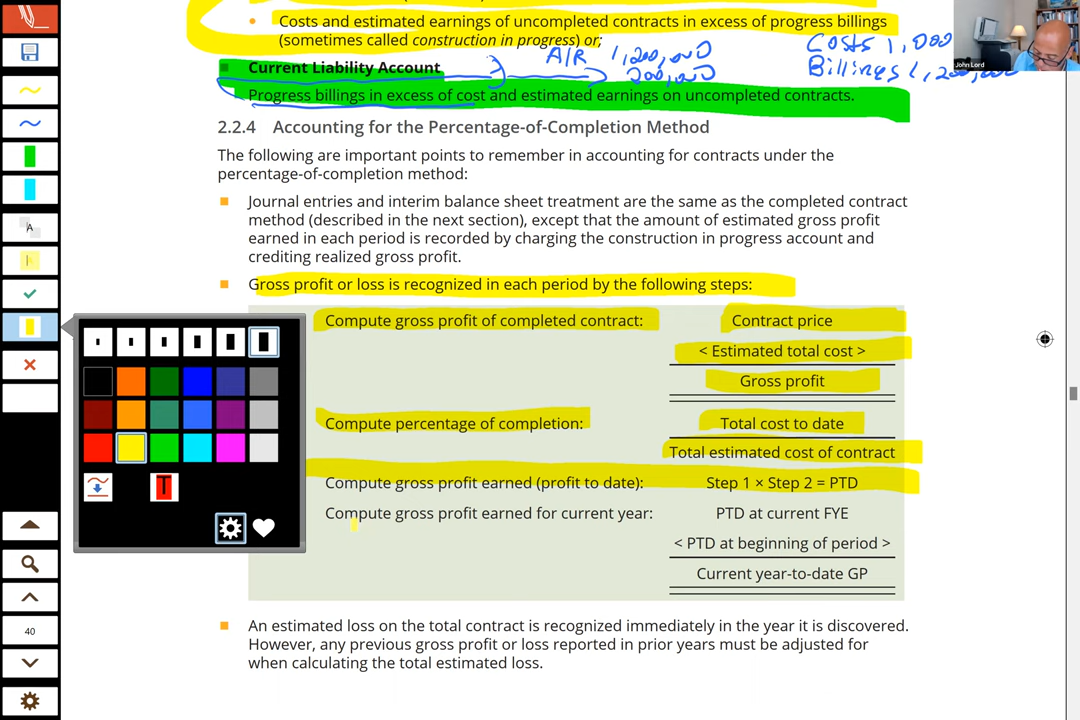 Costs and estimated earnings of uncompleted contracts in excess of progress billings
(sometimes called construction in progress) or;
A/R 1,200,000
200,000
Costs 1,000
Billings 1,200,000
John Lord
Current Liability Account
Progress billings in excess of cost and estimated earnings on uncompleted contracts.
2.2.4 Accounting for the Percentage-of-Completion Method
The following are important points to remember in accounting for contracts under the
percentage-of-completion method:
Journal entries and interim balance sheet treatment are the same as the completed contract
method (described in the next section), except that the amount of estimated gross profit
earned in each period is recorded by charging the construction in progress account and
crediting realized gross profit.
Gross profit or loss is recognized in each period by the following steps:
Compute gross profit of completed contract: Contract price
< Estimated total cost >
Gross profit
Compute percentage of completion: Total cost to date
Total estimated cost of contract
Compute gross profit earned (profit to date): Step 1 × Step 2 = PTD
Compute gross profit earned for current year: PTD at current FYE
< PTD at beginning of period >
Current year-to-date GP
An estimated loss on the total contract is recognized immediately in the year it is discovered.
However, any previous gross profit or loss reported in prior years must be adjusted for
when calculating the total estimated loss.
A
T
40